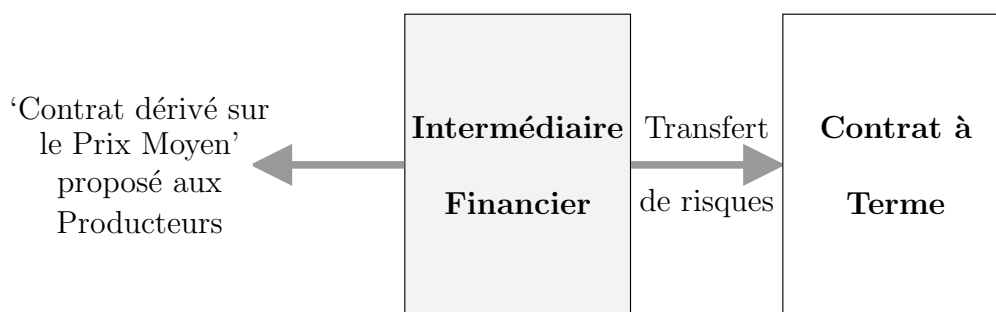 ‘Contrat dérivé sur
le Prix Moyen’
proposé aux
Producteurs
Intermédiaire
Financier
Transfert
de risques
Contrat à
Terme